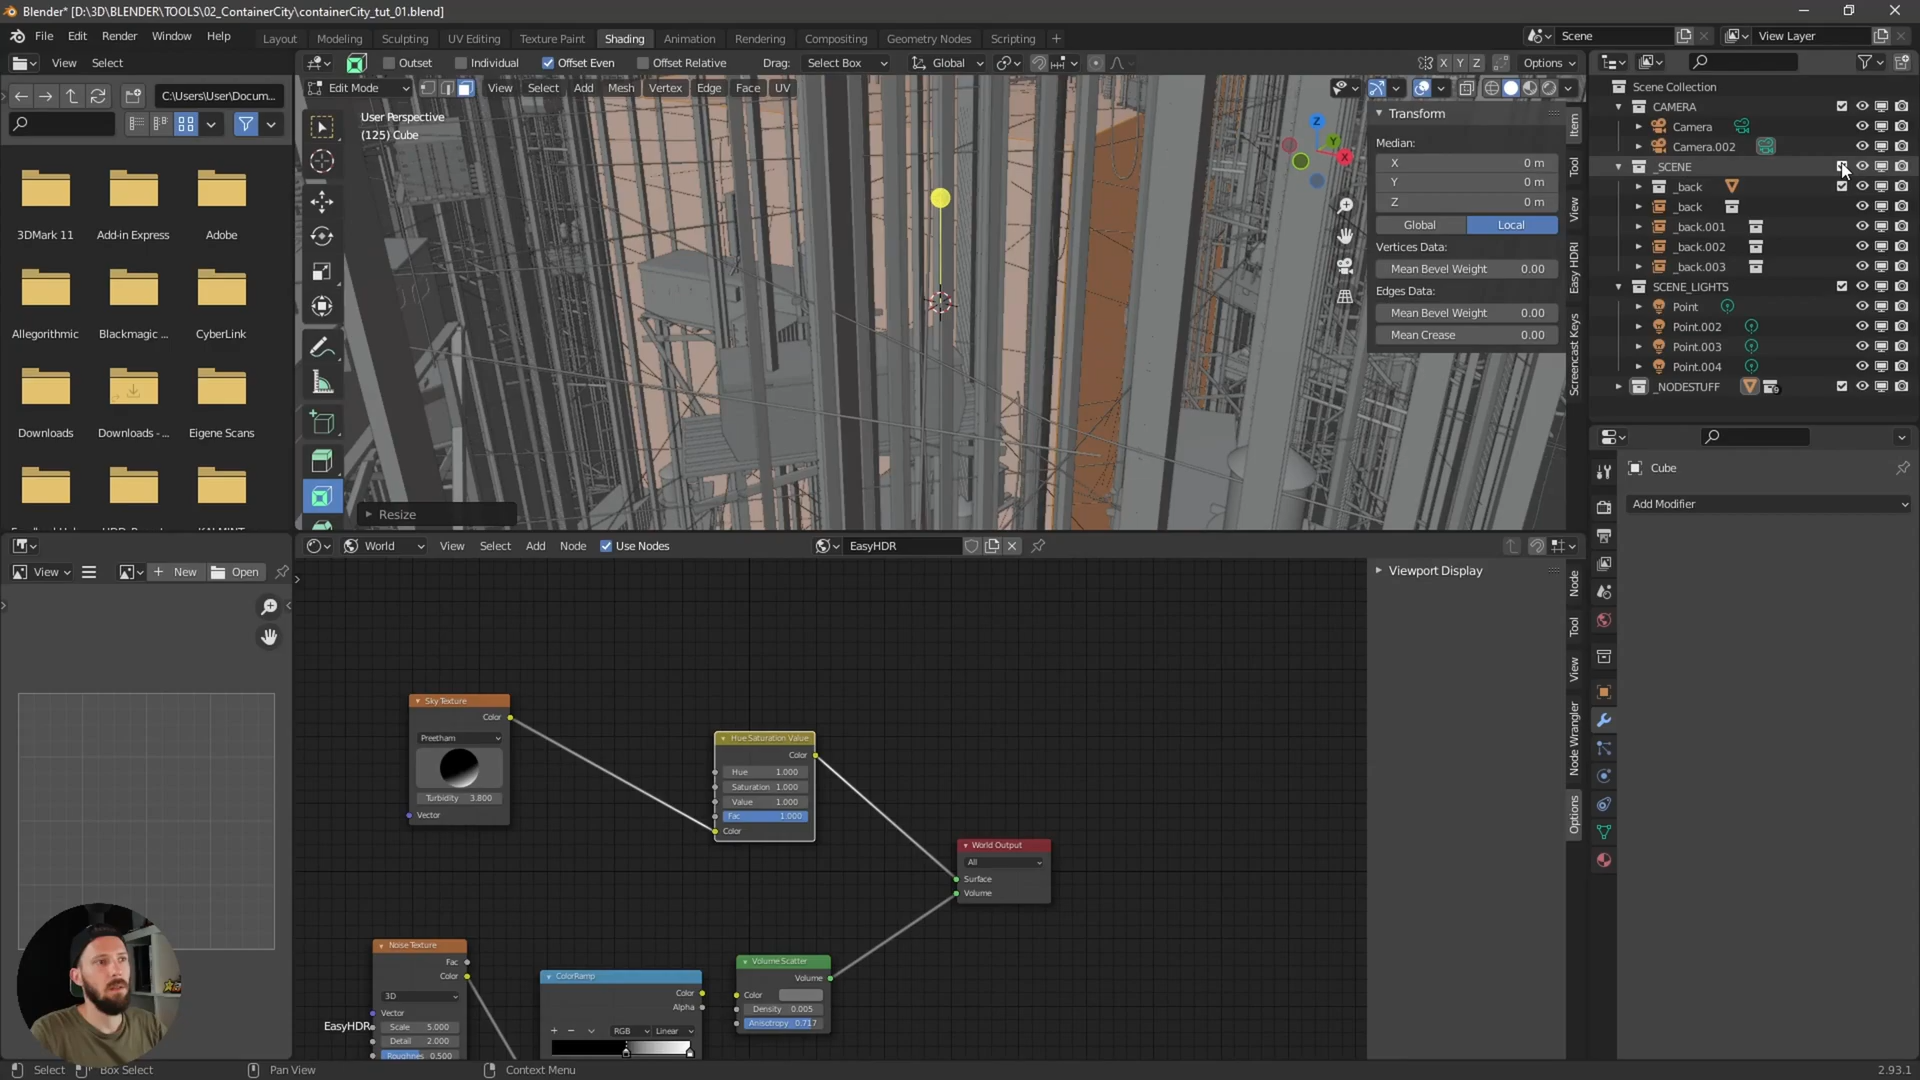 Blender* [D:\3D\BLENDER\TOOLS\02_ContainerCity\containerCity_tut_01.blend]
File Edit Render Window Help
Layout Modeling Sculpting UV Editing Texture Paint Shading Animation Rendering Compositing Geometry Nodes Scripting
Scene View Layer
View Select
Outset Individual Offset Even Offset Relative Drag: Select Box Global X Y Z Options
C:\Users\User\Docum...
Edit Mode View Select Add Mesh Vertex Edge Face UV
User Perspective
(125) Cube
3DMark 11 Add-in Express Adobe
Allegorithmic Blackmagic ... CyberLink
Downloads Downloads - ... Eigene Scans
Resize
Z Y X
Transform
Median:
X 0 m
Y 0 m
Z 0 m
Global Local
Vertices Data:
Mean Bevel Weight 0.00
Edges Data:
Mean Bevel Weight 0.00
Mean Crease 0.00
Item
Tool
View
Easy HDRI
Screencast Keys
Scene Collection
CAMERA
Camera
Camera.002
_SCENE
_back
_back
_back.001
_back.002
_back.003
SCENE_LIGHTS
Point
Point.002
Point.003
Point.004
_NODESTUFF
9
Cube
Add Modifier
View New Open
World View Select Add Node Use Nodes EasyHDR
Viewport Display
Node
Tool
View
Node Wrangler
Options
Sky Texture
Color
Preetham
Turbidity 3.800
Vector
Hue Saturation Value
Color
Hue 1.000
Saturation 1.000
Value 1.000
Fac 1.000
Color
World Output
All
Surface
Volume
Noise Texture
Fac
Color
3D
Vector
Scale 5.000
Detail 2.000
Roughness 0.500
EasyHDR
ColorRamp
Color
Alpha
RGB Linear
Volume Scatter
Volume
Color
Density 0.005
Anisotropy 0.717
Select Box Select Pan View Context Menu 2.93.1